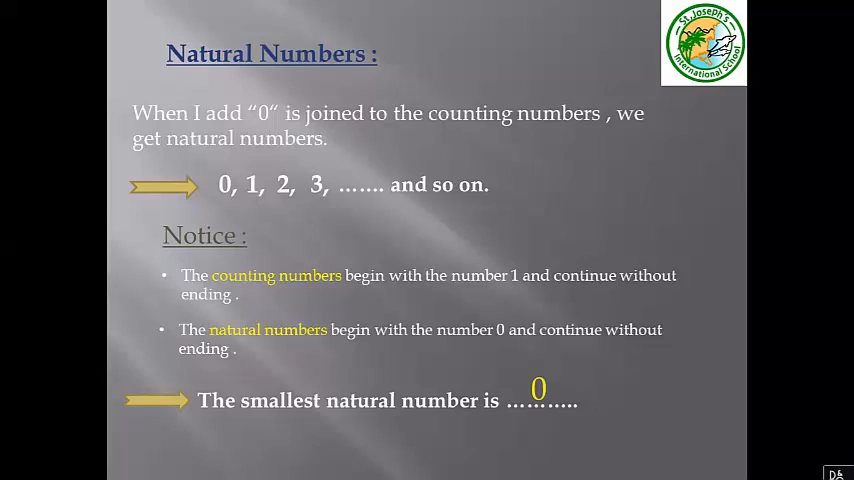 St. Joseph's
International School
Natural Numbers :
When I add “0“ is joined to the counting numbers , we
get natural numbers.
0, 1, 2, 3, ……. and so on.
Notice :
• The counting numbers begin with the number 1 and continue without
ending .
• The natural numbers begin with the number 0 and continue without
ending .
The smallest natural number is ………..
0